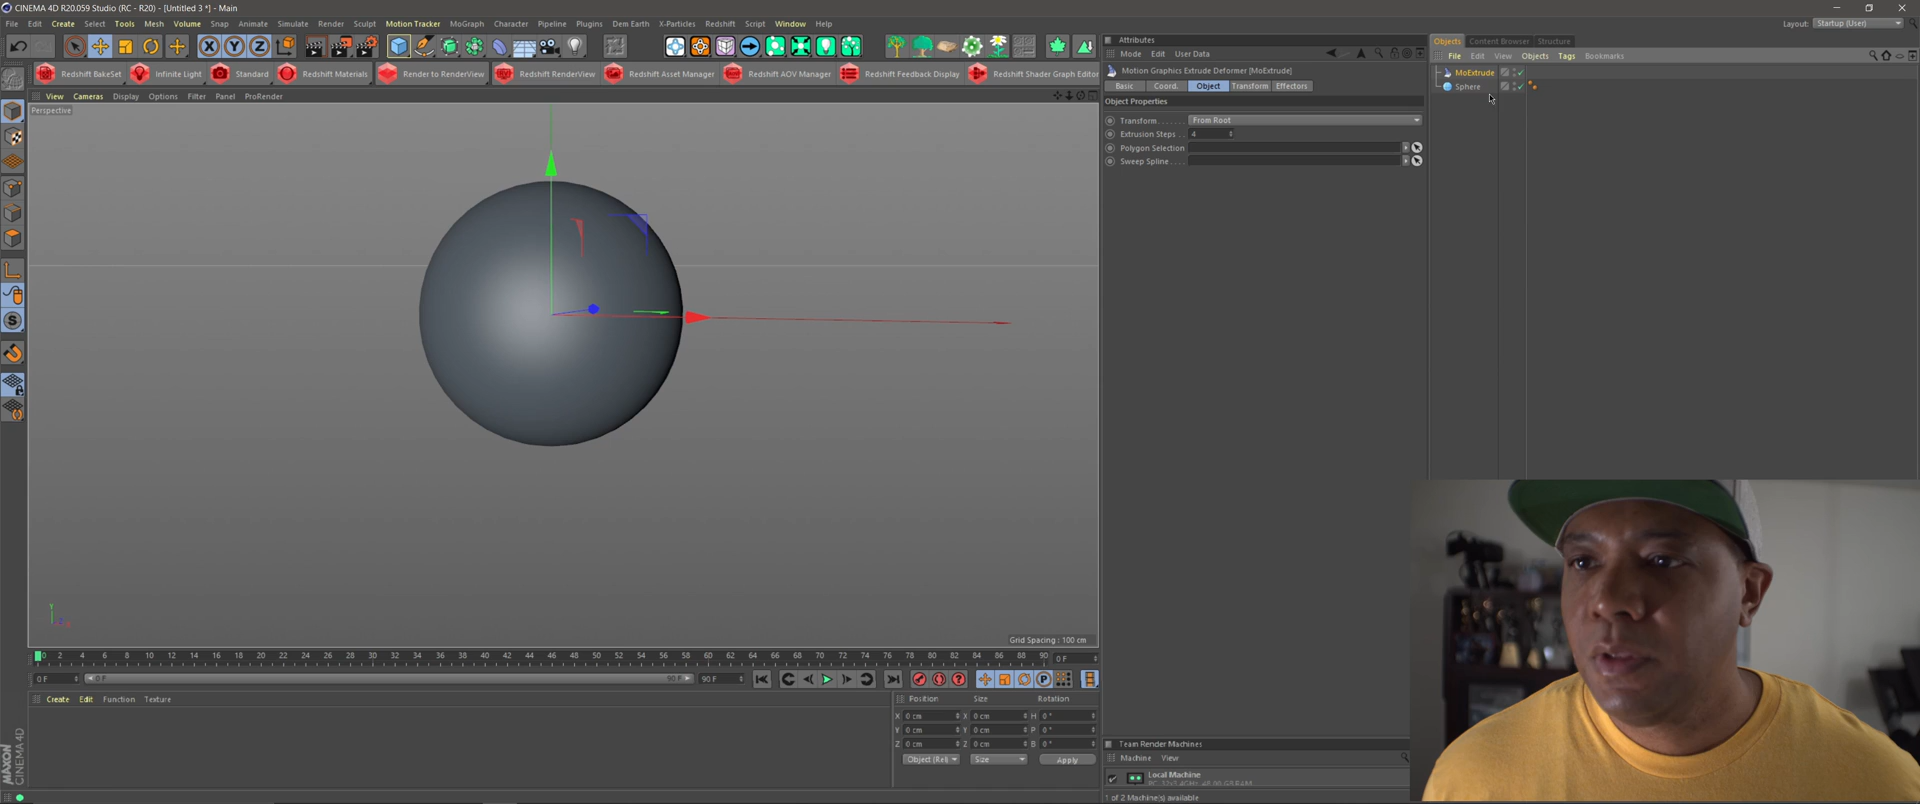 CINEMA 4D R20.059 Studio (RC - R20) - [Untitled 3 *] - Main
File Edit Create Select Tools Mesh Volume Snap Animate Simulate Render Sculpt Motion Tracker MoGraph Character Pipeline Plugins Dem Earth X-Particles Redshift Script Window Help
Layout: Startup (User)
Redshift BakeSet Infinite Light Standard Redshift Materials Render to RenderView Redshift RenderView Redshift Asset Manager Redshift AOV Manager Redshift Feedback Display Redshift Shader Graph Editor
View Cameras Display Options Filter Panel ProRender
Perspective
Y
Grid Spacing : 100 cm
Attributes
Mode Edit User Data
Motion Graphics Extrude Deformer [MoExtrude]
Basic Coord. Object Transform Effectors
Object Properties
Transform. . . . . . . From Root
Extrusion Steps . . 4
Polygon Selection
Sweep Spline . . . .
Objects Content Browser Structure
File Edit View Objects Tags Bookmarks
MoExtrude
Sphere
0 2 4 6 8 10 12 14 16 18 20 22 24 26 28 30 32 34 36 38 40 42 44 46 48 50 52 54 56 58 60 62 64 66 68 70 72 74 76 78 80 82 84 86 88 90 0 F
0 F 0 F 90 F 90 F
P
Create Edit Function Texture
Position Size Rotation
X 0 cm X 0 cm H 0 °
Y 0 cm Y 0 cm P 0 °
Z 0 cm Z 0 cm B 0 °
Object (Rel) Size Apply
Team Render Machines
Machine View
Local Machine
1 of 2 Machine(s) available
MAXON
CINEMA 4D